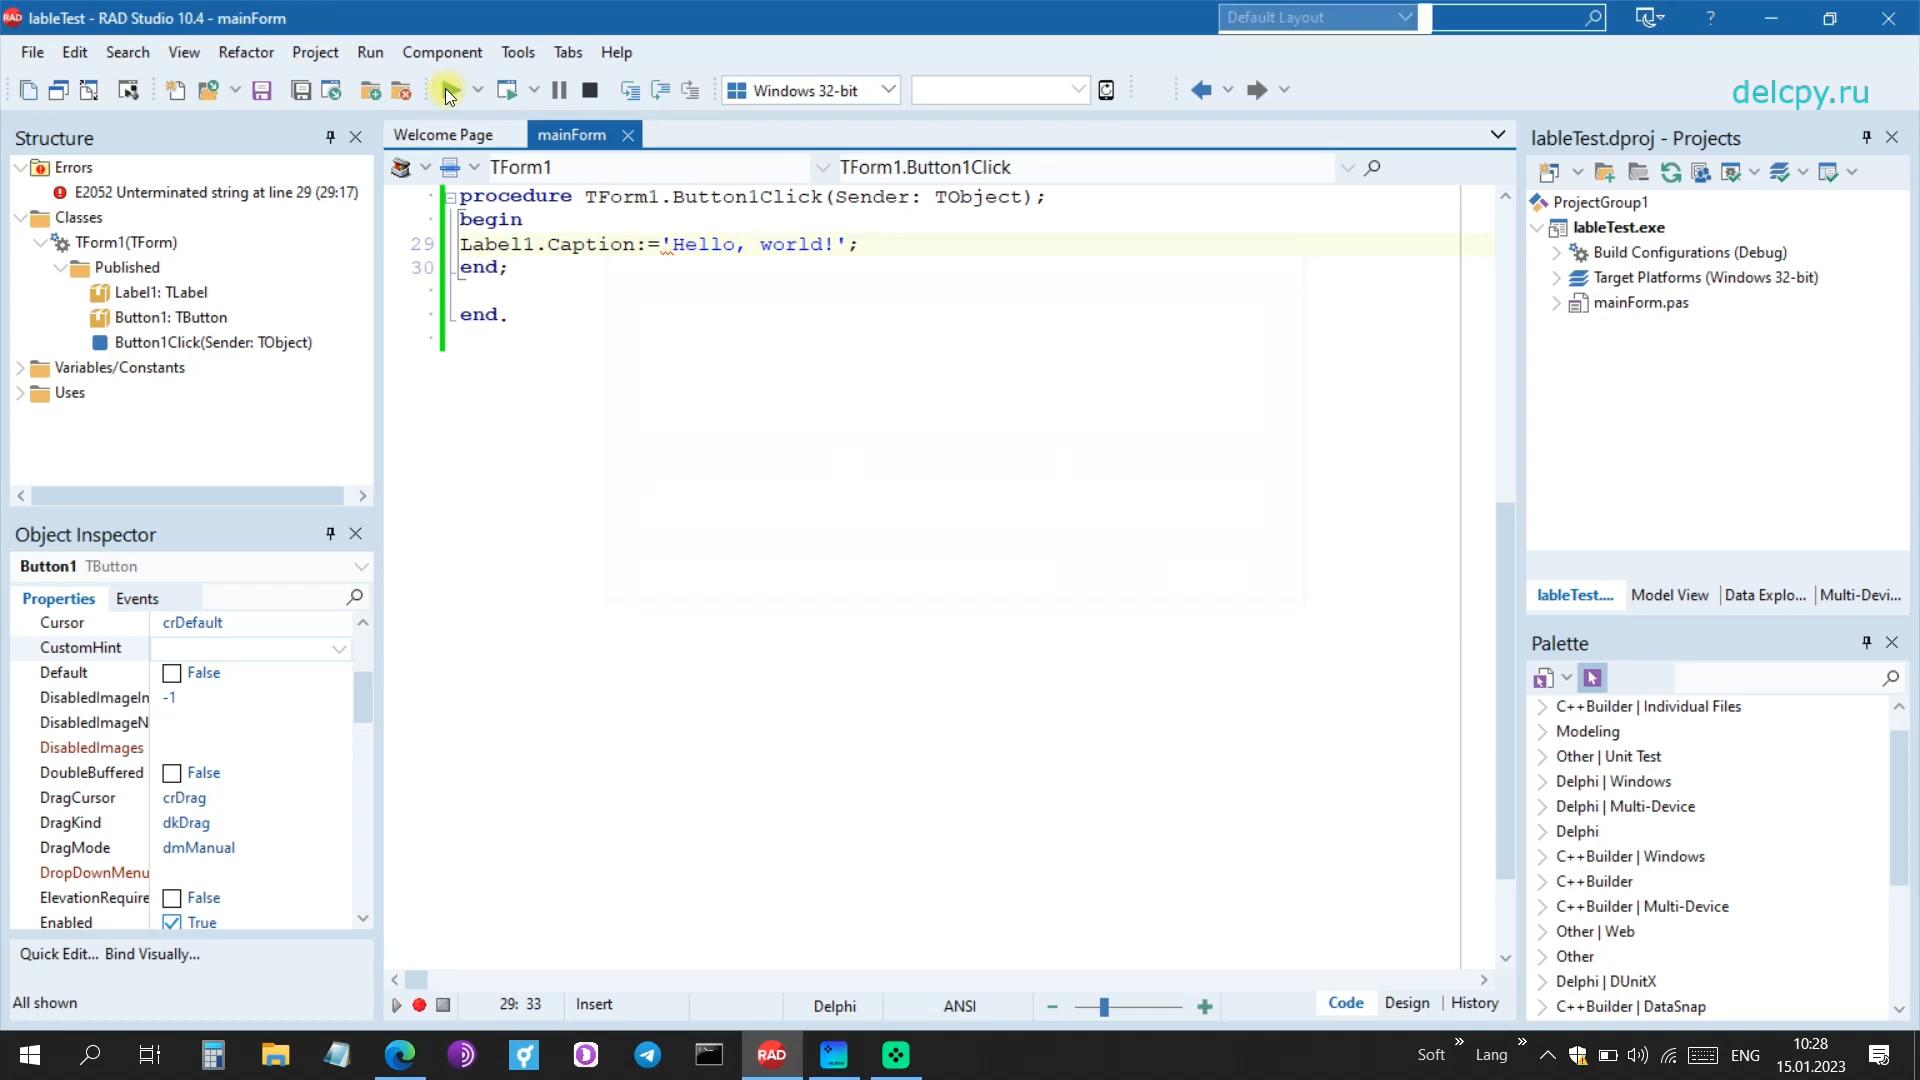 lableTest - RAD Studio 10.4 - mainForm
Default Layout
?
File Edit Search View Refactor Project Run Component Tools Tabs Help
Windows 32-bit
delcpy.ru
Structure
Errors
E2052 Unterminated string at line 29 (29:17)
Classes
TForm1(TForm)
Published
Label1: TLabel
Button1: TButton
Button1Click(Sender: TObject)
Variables/Constants
Uses
Object Inspector
Button1 TButton
Properties Events
Cursor crDefault
CustomHint
Default False
DisabledImageIn -1
DisabledImageN
DisabledImages
DoubleBuffered False
DragCursor crDrag
DragKind dkDrag
DragMode dmManual
DropDownMenu
ElevationRequire False
Enabled True
Quick Edit... Bind Visually...
All shown
Welcome Page mainForm
TForm1 TForm1.Button1Click
procedure TForm1.Button1Click(Sender: TObject);
begin
29 Label1.Caption:='Hello, world!';
30 end;
end.
29: 33 Insert Delphi ANSI Code Design History
lableTest.dproj - Projects
ProjectGroup1
lableTest.exe
Build Configurations (Debug)
Target Platforms (Windows 32-bit)
mainForm.pas
lableTest.... Model View Data Explo... Multi-Devi...
Palette
C++Builder | Individual Files
Modeling
Other | Unit Test
Delphi | Windows
Delphi | Multi-Device
Delphi
C++Builder | Windows
C++Builder
C++Builder | Multi-Device
Other | Web
Other
Delphi | DUnitX
C++Builder | DataSnap
RAD
Soft Lang ENG
10:28
15.01.2023